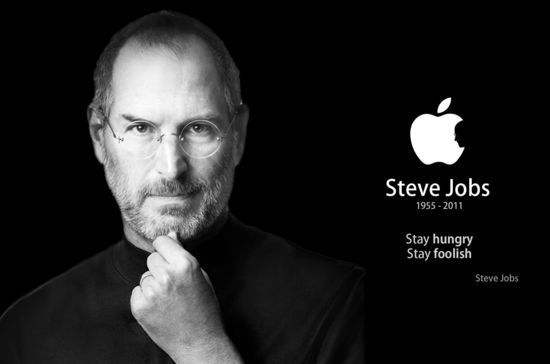 Steve Jobs
1955 - 2011
Stay hungry
Stay foolish
Steve Jobs